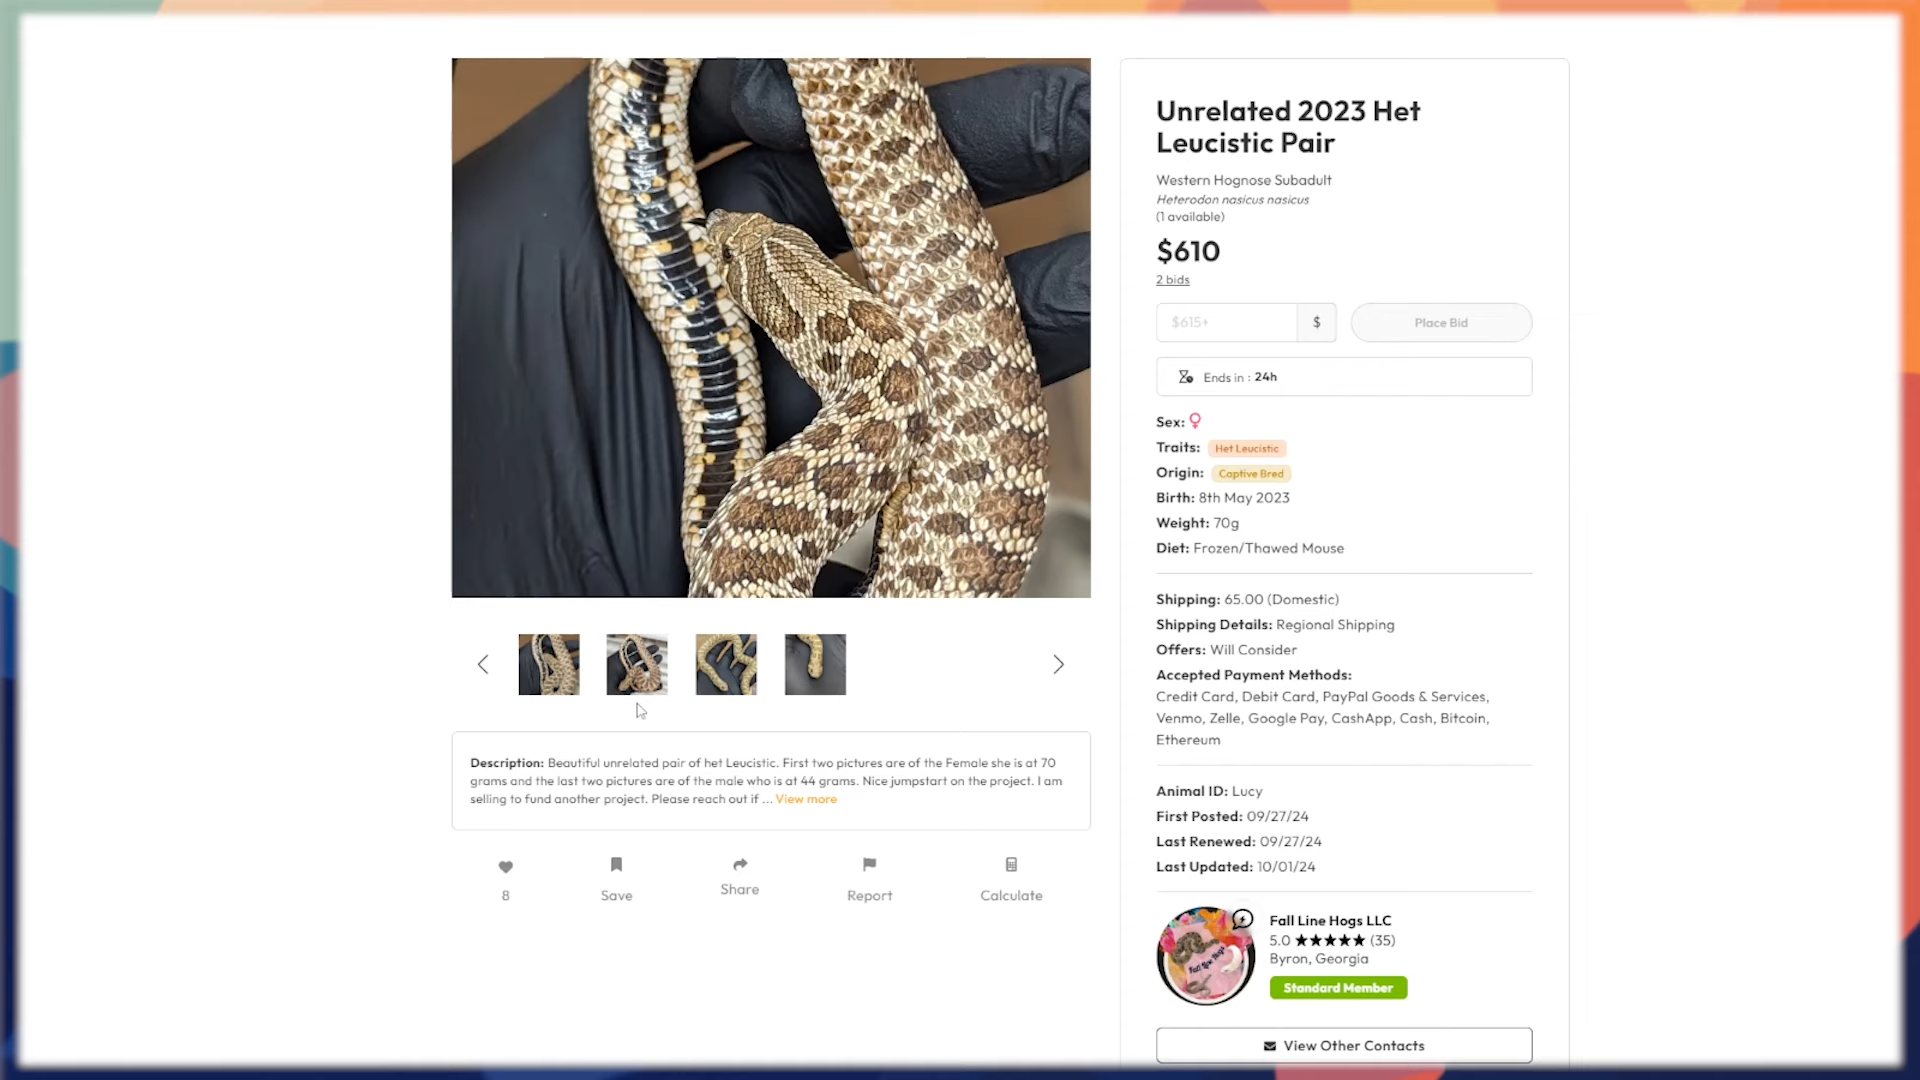 Unrelated 2023 Het
Leucistic Pair
Western Hognose Subadult
Heterodon nasicus nasicus
(1 available)
$610
2 bids
$615+
$
Place Bid
Ends in : 24h
Sex: ♀
Traits: Het Leucistic
Origin: Captive Bred
Birth: 8th May 2023
Weight: 70g
Diet: Frozen/Thawed Mouse
Shipping: 65.00 (Domestic)
Shipping Details: Regional Shipping
Offers: Will Consider
Accepted Payment Methods:
Credit Card, Debit Card, PayPal Goods & Services,
Venmo, Zelle, Google Pay, CashApp, Cash, Bitcoin,
Ethereum
Description: Beautiful unrelated pair of het Leucistic. First two pictures are of the Female she is at 70
grams and the last two pictures are of the male who is at 44 grams. Nice jumpstart on the project. I am
selling to fund another project. Please reach out if ... View more
8
Save
Share
Report
Calculate
Animal ID: Lucy
First Posted: 09/27/24
Last Renewed: 09/27/24
Last Updated: 10/01/24
Fall Line Hogs
Fall Line Hogs LLC
5.0 ★★★★★ (35)
Byron, Georgia
Standard Member
View Other Contacts